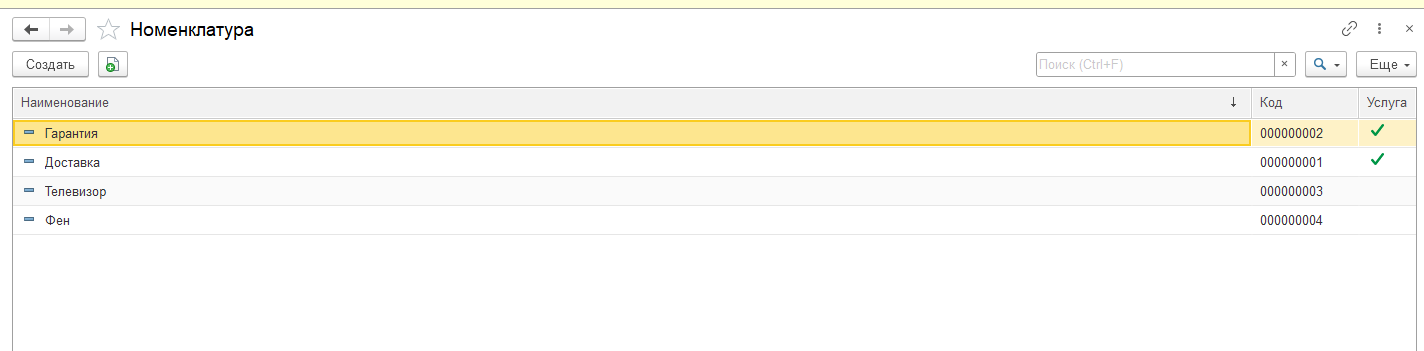 Номенклатура
Создать Поиск (Ctrl+F) × Еще
Наименование ↓ Код Услуга
Гарантия 000000002
Доставка 000000001
Телевизор 000000003
Фен 000000004